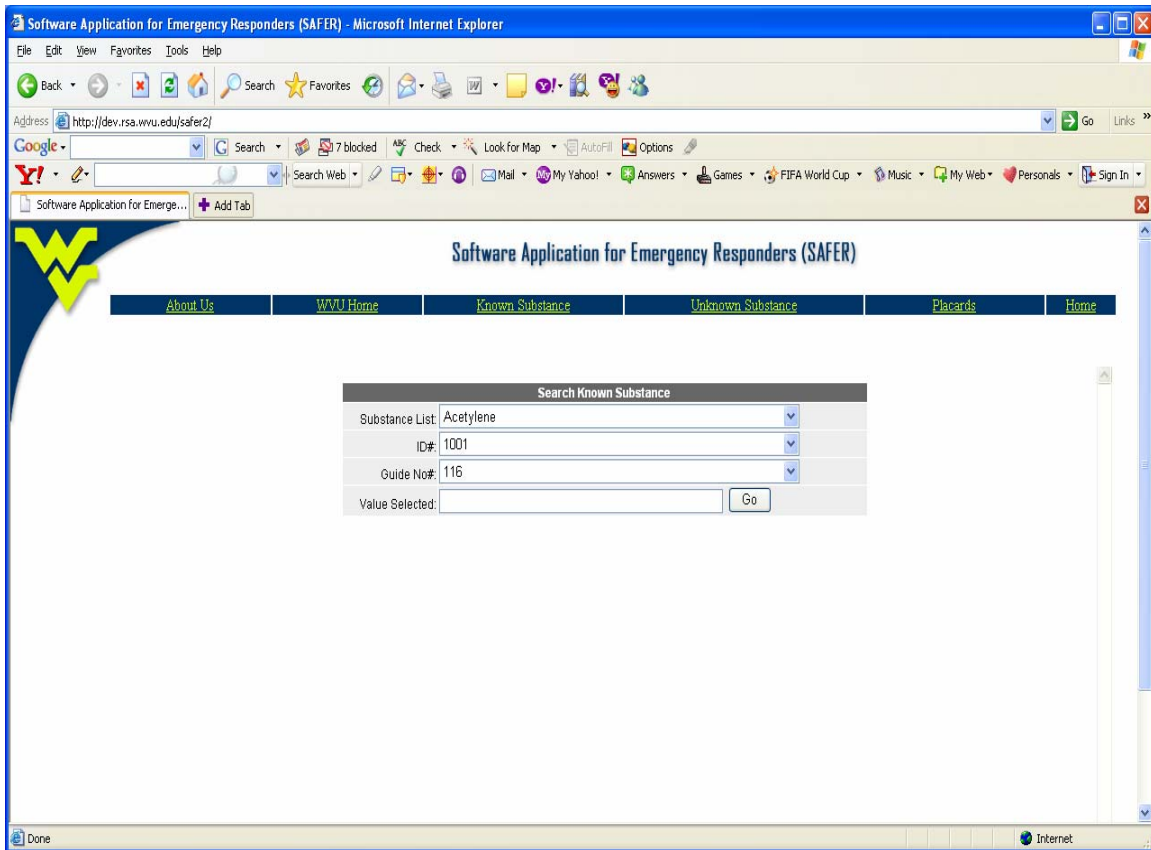 Software Application for Emergency Responders (SAFER) - Microsoft Internet Explorer
File Edit View Favorites Tools Help
Back Search Favorites
Address http://dev.rsa.wvu.edu/safer2/ Go Links »
Google Search 7 blocked ABC Check Look for Map AutoFill Options
Y! Search Web Mail My Yahoo! Answers Games FIFA World Cup Music My Web Personals Sign In
Software Application for Emerge... Add Tab
Software Application for Emergency Responders (SAFER)
About Us WVU Home Known Substance Unknown Substance Placards Home
Search Known Substance
Substance List: Acetylene
ID#: 1001
Guide No#: 116
Value Selected: Go
Done Internet